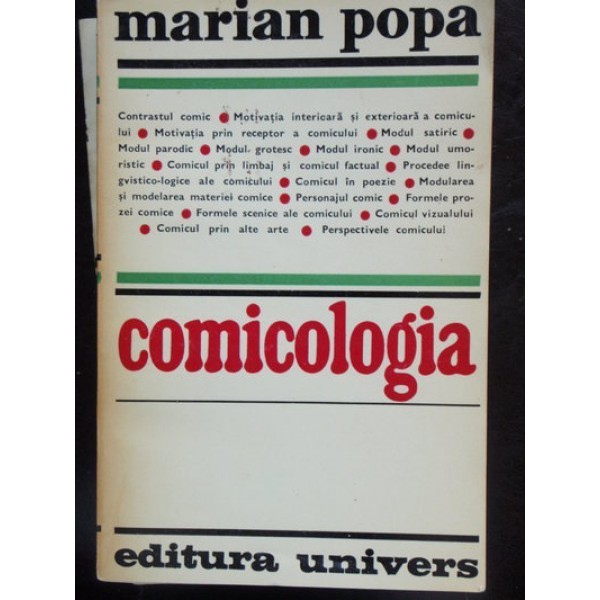 marian popa
Contrastul comic ● Motivația interioară și exterioară a comicu-
lui ● Motivația prin receptor a comicului ● Modul satiric ●
Modul parodic ● Modul grotesc ● Modul ironic ● Modul umo-
ristic ● Comicul prin limbaj și comicul factual ● Procedee lin-
gvistico-logice ale comicului ● Comicul în poezie ● Modularea
și modelarea materiei comice ● Personajul comic ● Formele pro-
zei comice ● Formele scenice ale comicului ● Comicul vizualului
● Comicul prin alte arte ● Perspectivele comicului
comicologia
editura univers